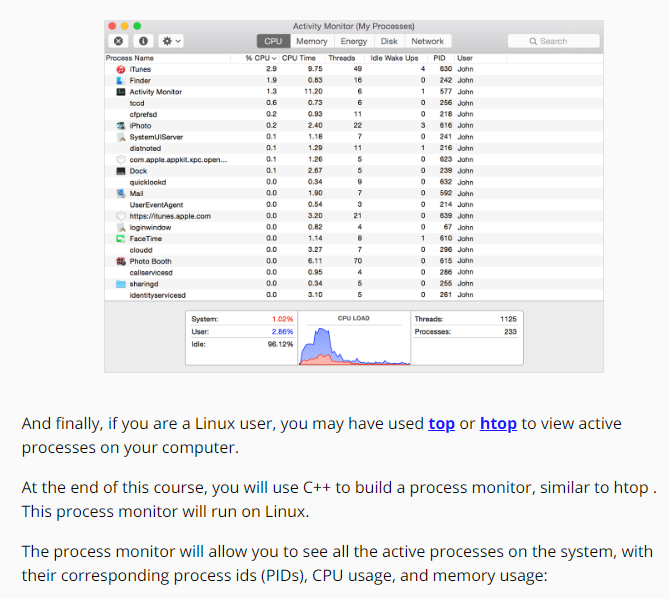 Activity Monitor (My Processes)
CPU Memory Energy Disk Network Search
Process Name % CPU CPU Time Threads Idle Wake Ups PID User
iTunes 2.9 9.75 49 4 630 John
Finder 1.9 0.83 16 0 242 John
Activity Monitor 1.3 11.20 6 1 577 John
tccd 0.6 0.73 6 0 256 John
cfprefsd 0.2 0.93 11 0 218 John
iPhoto 0.2 2.40 22 3 616 John
SystemUIServer 0.1 1.18 7 0 241 John
distnoted 0.1 1.29 11 1 216 John
com.apple.appkit.xpc.open... 0.1 1.26 5 0 623 John
Dock 0.1 2.67 5 0 239 John
quicklookd 0.0 0.34 9 0 632 John
Mail 0.0 1.90 7 0 592 John
UserEventAgent 0.0 0.54 3 0 214 John
https://itunes.apple.com 0.0 3.20 21 0 639 John
loginwindow 0.0 0.82 4 0 67 John
FaceTime 0.0 1.14 8 1 610 John
cloudd 0.0 3.27 7 0 296 John
Photo Booth 0.0 6.11 70 0 615 John
callservicesd 0.0 0.95 4 0 286 John
sharingd 0.0 0.34 5 0 255 John
identityservicesd 0.0 3.10 5 0 261 John
System: 1.02% CPU LOAD Threads: 1125
User: 2.86% Processes: 233
Idle: 96.12%
And finally, if you are a Linux user, you may have used top or htop to view active
processes on your computer.
At the end of this course, you will use C++ to build a process monitor, similar to htop .
This process monitor will run on Linux.
The process monitor will allow you to see all the active processes on the system, with
their corresponding process ids (PIDs), CPU usage, and memory usage: